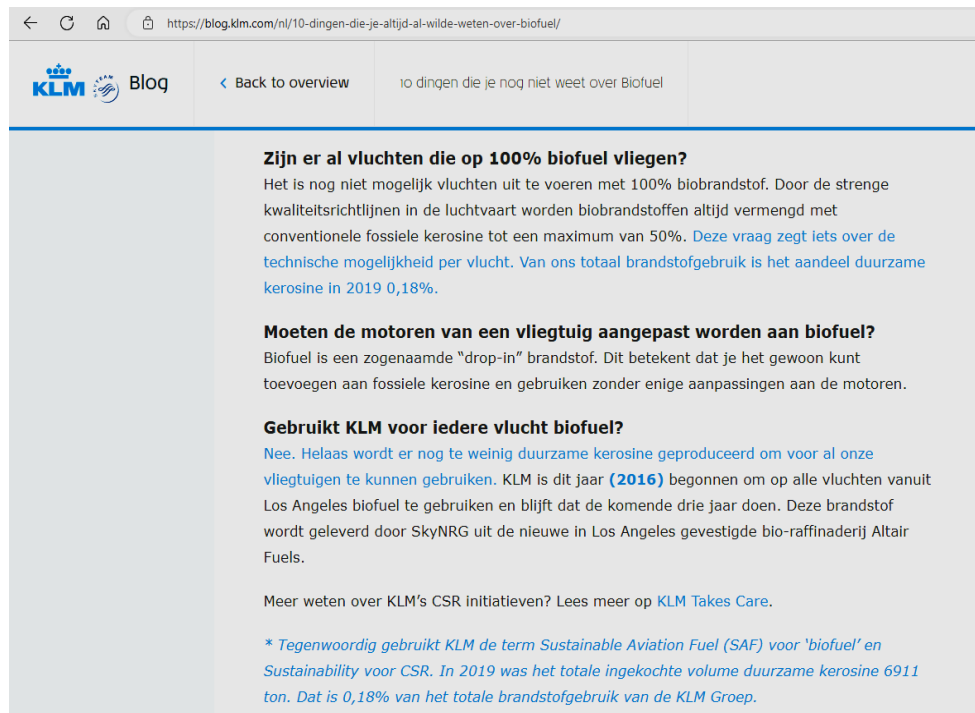 https://blog.klm.com/nl/10-dingen-die-je-altijd-al-wilde-weten-over-biofuel/
KLM Blog
Back to overview
10 dingen die je nog niet weet over Biofuel
Zijn er al vluchten die op 100% biofuel vliegen?
Het is nog niet mogelijk vluchten uit te voeren met 100% biobrandstof. Door de strenge
kwaliteitsrichtlijnen in de luchtvaart worden biobrandstoffen altijd vermengd met
conventionele fossiele kerosine tot een maximum van 50%. Deze vraag zegt iets over de
technische mogelijkheid per vlucht. Van ons totaal brandstofgebruik is het aandeel duurzame
kerosine in 2019 0,18%.
Moeten de motoren van een vliegtuig aangepast worden aan biofuel?
Biofuel is een zogenaamde “drop-in” brandstof. Dit betekent dat je het gewoon kunt
toevoegen aan fossiele kerosine en gebruiken zonder enige aanpassingen aan de motoren.
Gebruikt KLM voor iedere vlucht biofuel?
Nee. Helaas wordt er nog te weinig duurzame kerosine geproduceerd om voor al onze
vliegtuigen te kunnen gebruiken. KLM is dit jaar (2016) begonnen om op alle vluchten vanuit
Los Angeles biofuel te gebruiken en blijft dat de komende drie jaar doen. Deze brandstof
wordt geleverd door SkyNRG uit de nieuwe in Los Angeles gevestigde bio-raffinaderij Altair
Fuels.
Meer weten over KLM’s CSR initiatieven? Lees meer op KLM Takes Care.
* Tegenwoordig gebruikt KLM de term Sustainable Aviation Fuel (SAF) voor ‘biofuel’ en
Sustainability voor CSR. In 2019 was het totale ingekochte volume duurzame kerosine 6911
ton. Dat is 0,18% van het totale brandstofgebruik van de KLM Groep.